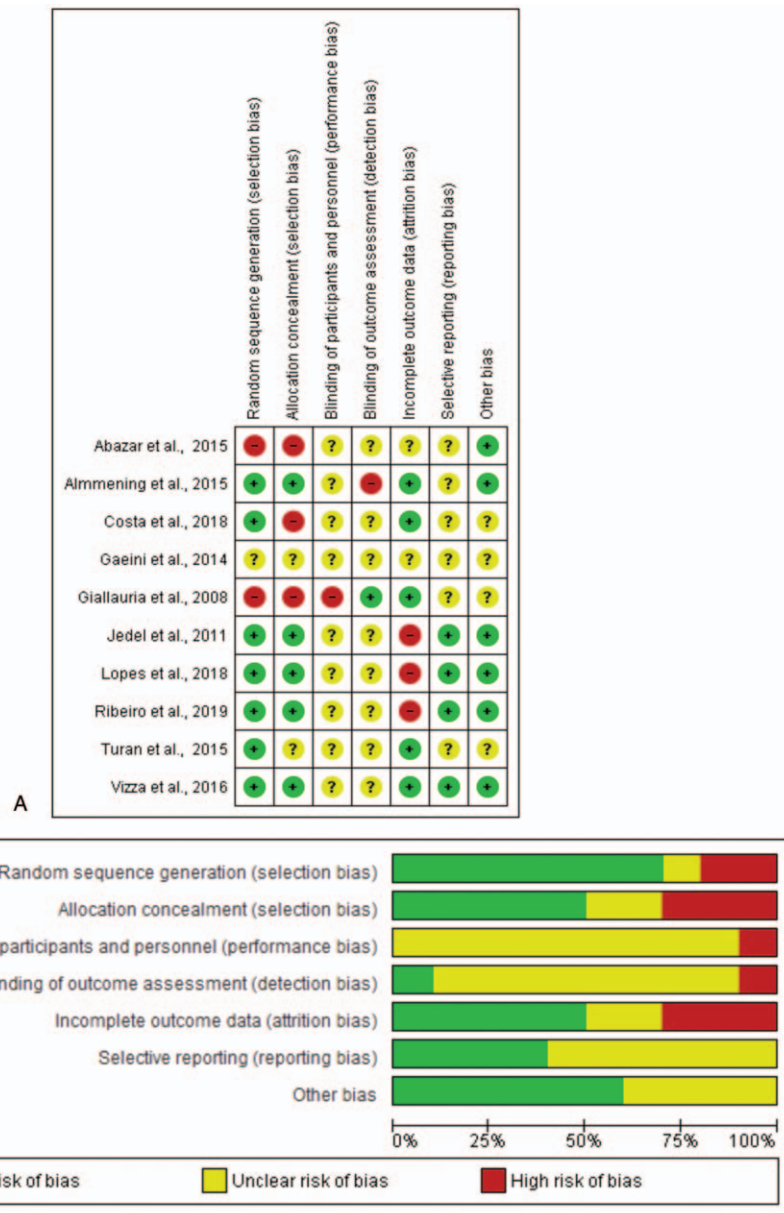 Random sequence generation (selection bias)
Allocation concealment (selection bias)
Blinding of participants and personnel (performance bias)
Blinding of outcome assessment (detection bias)
Incomplete outcome data (attrition bias)
Selective reporting (reporting bias)
Other bias
Abazar et al., 2015 - - ? ? ? ? +
Almmening et al., 2015 + + ? - + ? +
Costa et al., 2018 + - ? ? + ? ?
Gaeini et al., 2014 ? ? ? ? ? ? ?
Giallauria et al., 2008 - - - + + ? ?
Jedel et al., 2011 + + ? ? - + +
Lopes et al., 2018 + + ? ? - + +
Ribeiro et al., 2019 + + ? ? - + +
Turan et al., 2015 + ? ? ? + ? ?
Vizza et al., 2016 + + ? ? + + +
A
Random sequence generation (selection bias)
Allocation concealment (selection bias)
participants and personnel (performance bias)
nding of outcome assessment (detection bias)
Incomplete outcome data (attrition bias)
Selective reporting (reporting bias)
Other bias
0% 25% 50% 75% 100%
isk of bias Unclear risk of bias High risk of bias